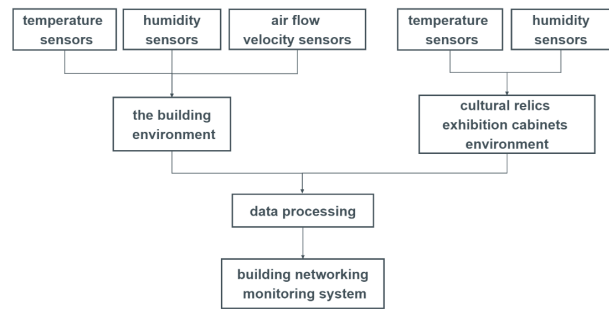 temperature
sensors
humidity
sensors
air flow
velocity sensors
temperature
sensors
humidity
sensors
the building
environment
cultural relics
exhibition cabinets
environment
data processing
building networking
monitoring system